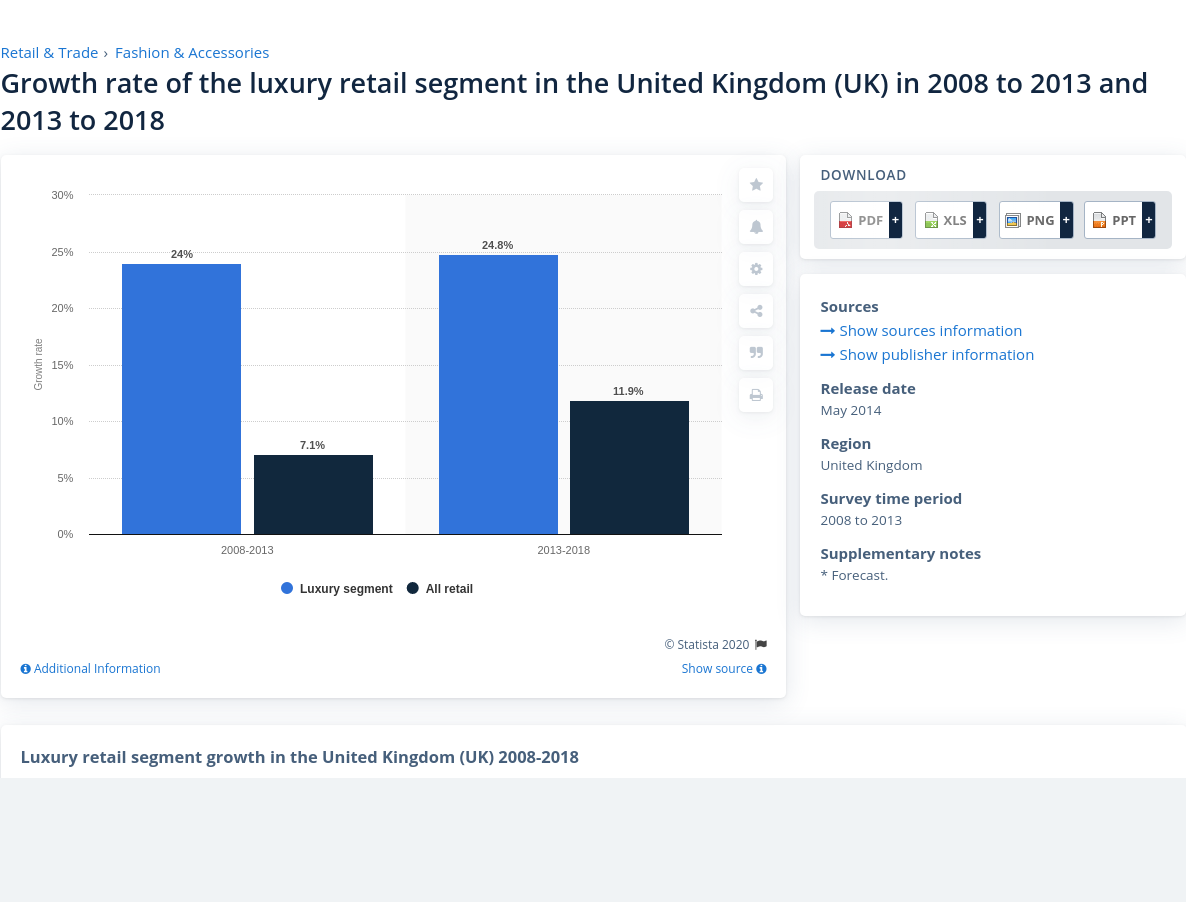 Retail & Trade › Fashion & Accessories
Growth rate of the luxury retail segment in the United Kingdom (UK) in 2008 to 2013 and
2013 to 2018
30%
25%
20%
15%
10%
5%
0%
Growth rate
24%
7.1%
24.8%
11.9%
2008-2013
2013-2018
Luxury segment
All retail
© Statista 2020
Additional Information
Show source
DOWNLOAD
PDF +
XLS +
PNG +
PPT +
Sources
Show sources information
Show publisher information
Release date
May 2014
Region
United Kingdom
Survey time period
2008 to 2013
Supplementary notes
* Forecast.
Luxury retail segment growth in the United Kingdom (UK) 2008-2018